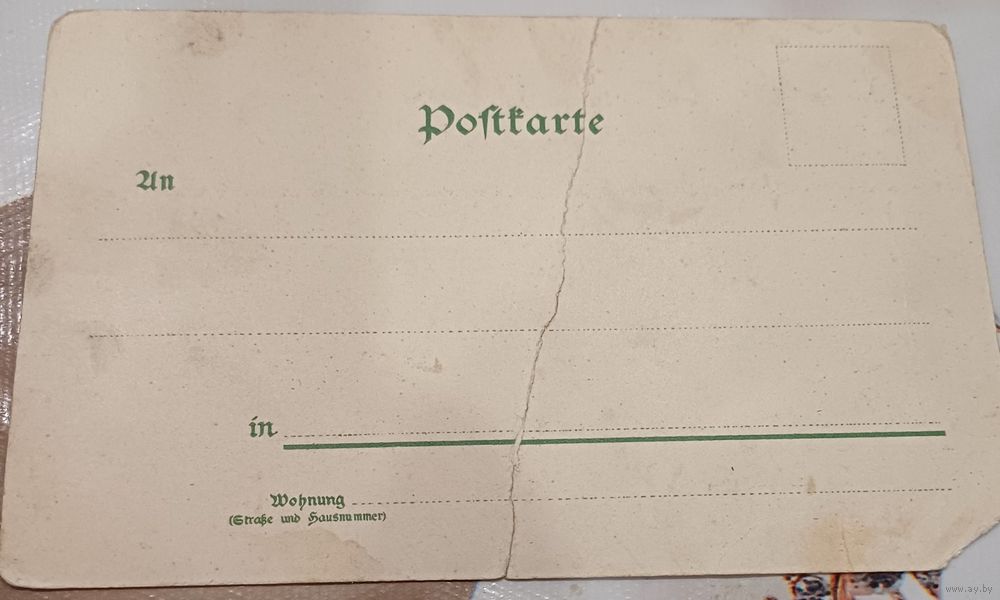 Poſtkarte
An
in
Wohnung
(Straße und Hausnummer)
www.ay.by